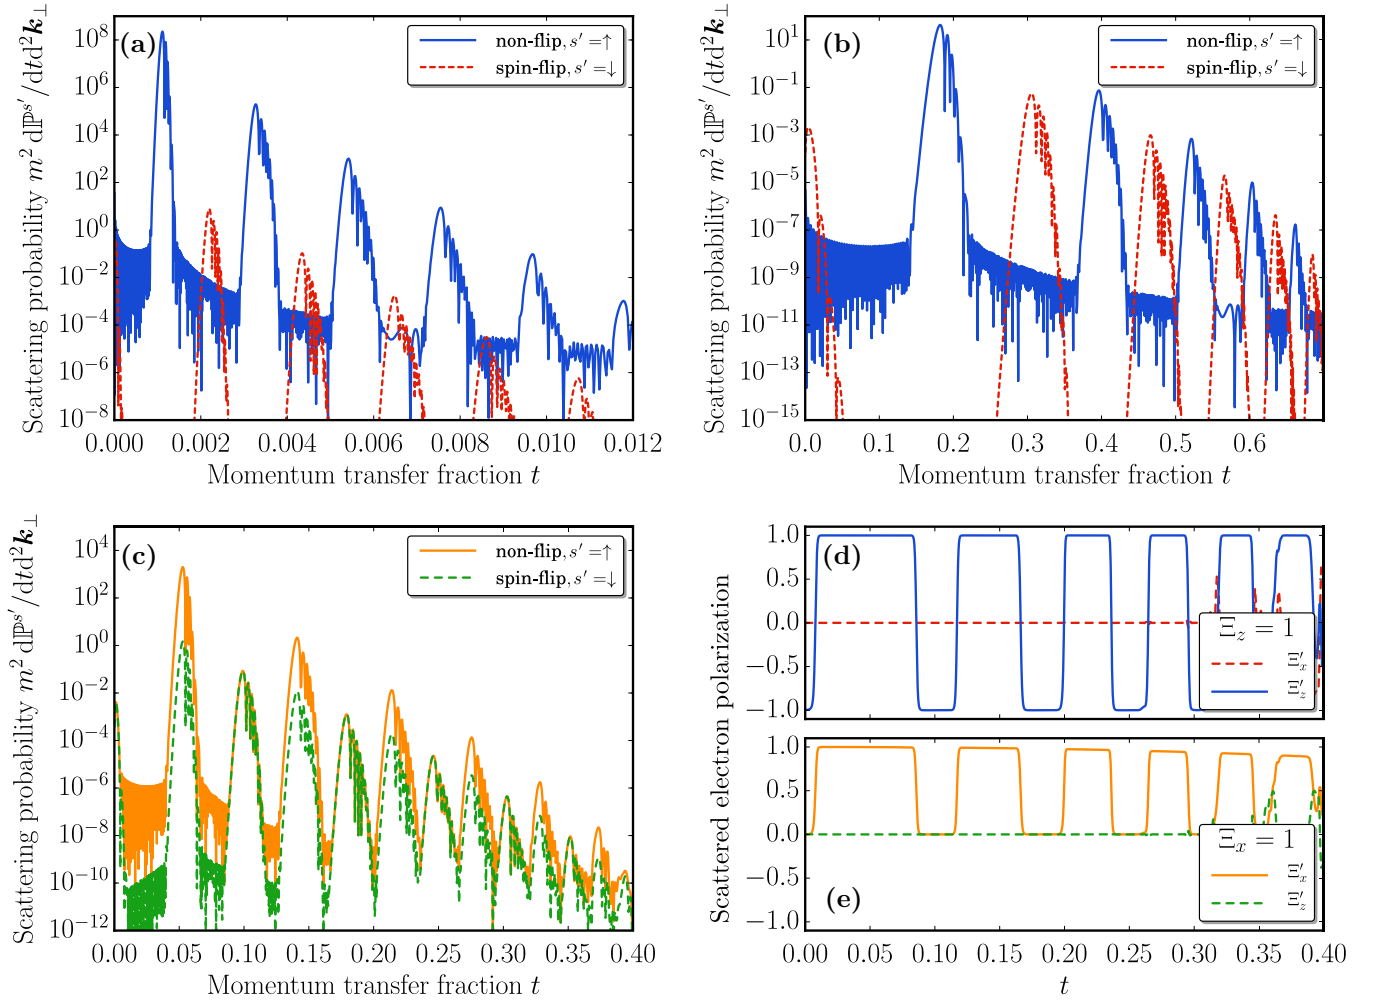 (a)
non-flip, s′ =↑
spin-flip, s′ =↓
Scattering probability m² dℙˢ′/dtd²k⊥
10⁸
10⁶
10⁴
10²
10⁰
10⁻²
10⁻⁴
10⁻⁶
10⁻⁸
0.000 0.002 0.004 0.006 0.008 0.010 0.012
Momentum transfer fraction t
(b)
non-flip, s′ =↑
spin-flip, s′ =↓
Scattering probability m² dℙˢ′/dtd²k⊥
10¹
10⁻¹
10⁻³
10⁻⁵
10⁻⁷
10⁻⁹
10⁻¹¹
10⁻¹³
10⁻¹⁵
0.0 0.1 0.2 0.3 0.4 0.5 0.6
Momentum transfer fraction t
(c)
non-flip, s′ =↑
spin-flip, s′ =↓
Scattering probability m² dℙˢ′/dtd²k⊥
10⁴
10²
10⁰
10⁻²
10⁻⁴
10⁻⁶
10⁻⁸
10⁻¹⁰
10⁻¹²
0.00 0.05 0.10 0.15 0.20 0.25 0.30 0.35 0.40
Momentum transfer fraction t
Scattered electron polarization
(d)
1.0
0.5
0.0
−0.5
−1.0
Ξz = 1
Ξ′x
Ξ′z
(e)
1.0
0.5
0.0
−0.5
−1.0
Ξx = 1
Ξ′x
Ξ′z
0.00 0.05 0.10 0.15 0.20 0.25 0.30 0.35 0.40
t